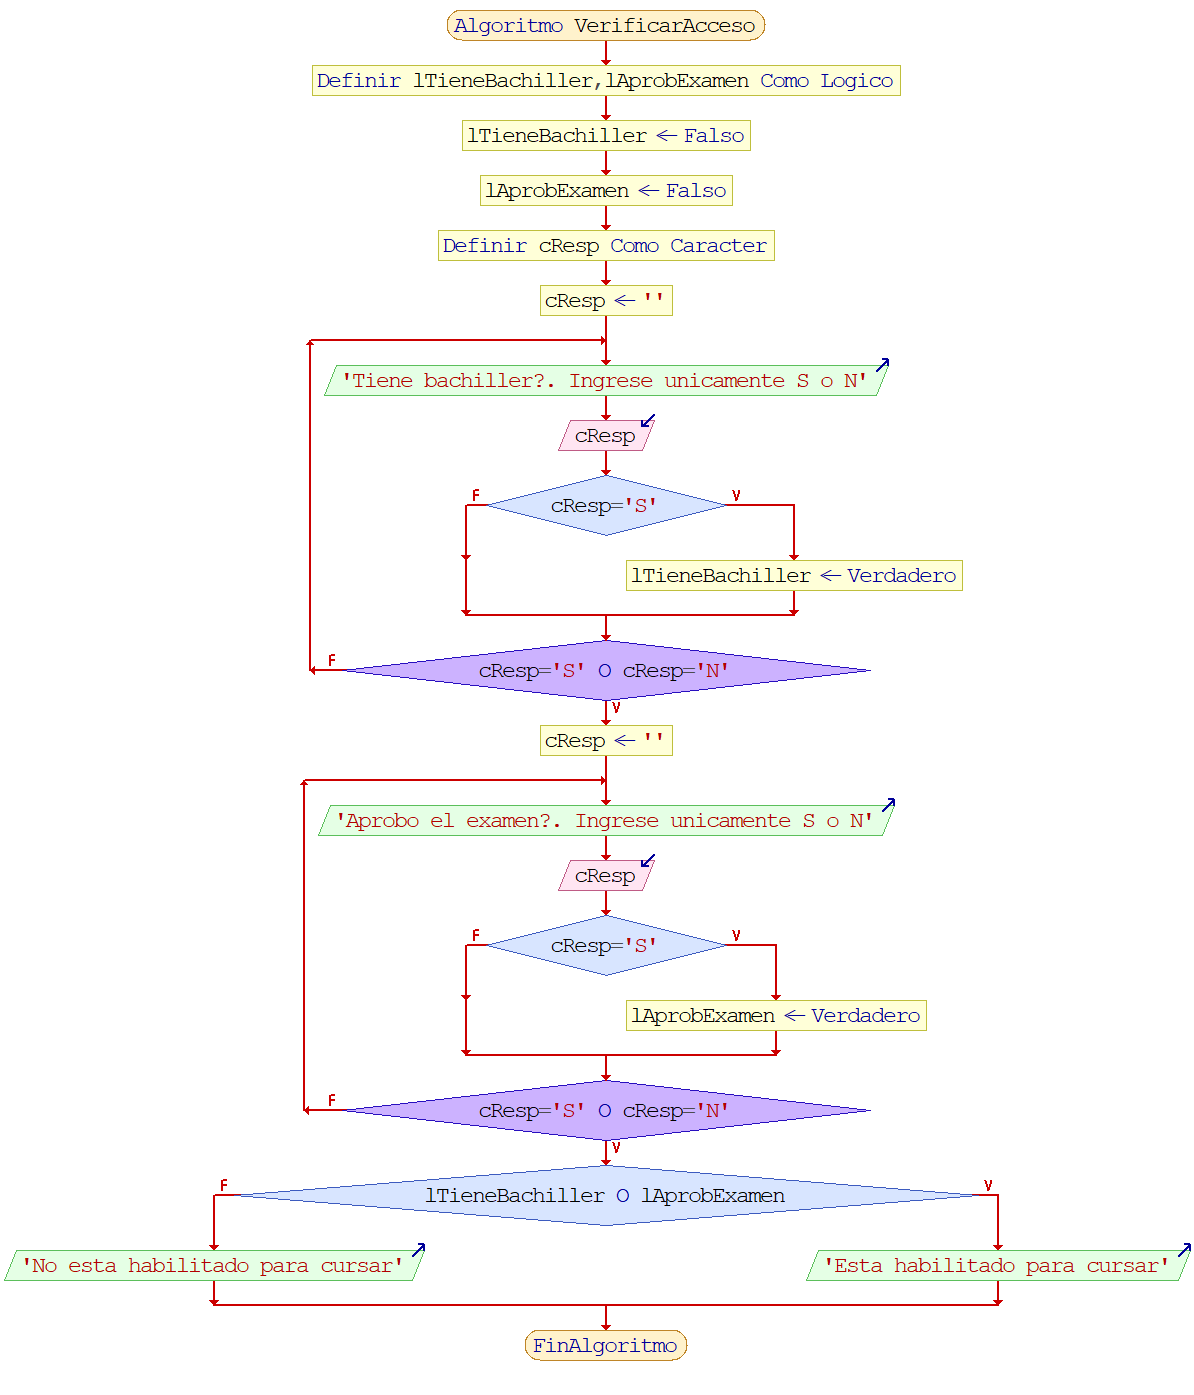 Algoritmo VerificarAcceso
Definir lTieneBachiller,lAprobExamen Como Logico
lTieneBachiller ← Falso
lAprobExamen ← Falso
Definir cResp Como Caracter
cResp ← ''
'Tiene bachiller?. Ingrese unicamente S o N'
cResp
F
V
cResp='S'
lTieneBachiller ← Verdadero
F
cResp='S' O cResp='N'
V
cResp ← ''
'Aprobo el examen?. Ingrese unicamente S o N'
cResp
F
V
cResp='S'
lAprobExamen ← Verdadero
F
cResp='S' O cResp='N'
V
F
V
lTieneBachiller O lAprobExamen
'No esta habilitado para cursar'
'Esta habilitado para cursar'
FinAlgoritmo